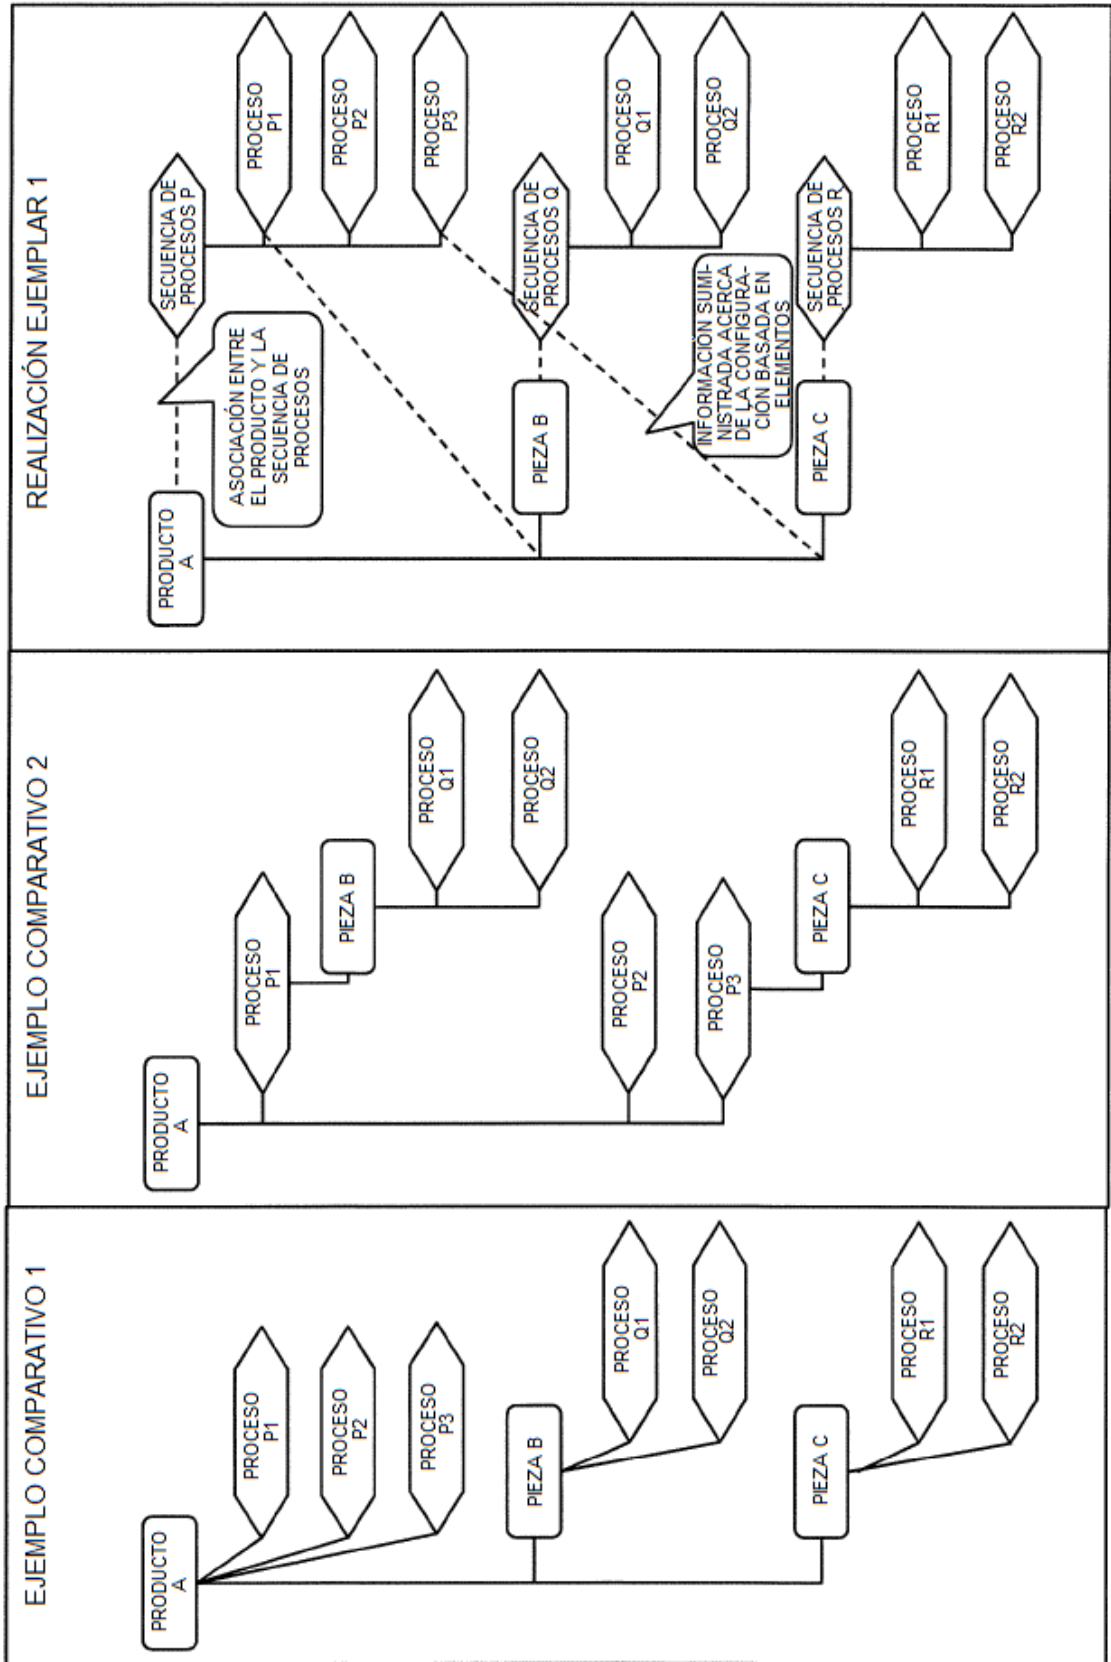 EJEMPLO COMPARATIVO 1
PRODUCTO
A
PROCESO
P1
PROCESO
P2
PROCESO
P3
PIEZA B
PROCESO
Q1
PROCESO
Q2
PIEZA C
PROCESO
R1
PROCESO
R2
EJEMPLO COMPARATIVO 2
PRODUCTO
A
PROCESO
P1
PIEZA B
PROCESO
Q1
PROCESO
Q2
PROCESO
P2
PROCESO
P3
PIEZA C
PROCESO
R1
PROCESO
R2
REALIZACIÓN EJEMPLAR 1
PRODUCTO
A
SECUENCIA DE
PROCESOS P
ASOCIACIÓN ENTRE
EL PRODUCTO Y LA
SECUENCIA DE
PROCESOS
PROCESO
P1
PROCESO
P2
PROCESO
P3
PIEZA B
SECUENCIA DE
PROCESOS Q
PROCESO
Q1
PROCESO
Q2
INFORMACION SUMI-
NISTRADA ACERCA
DE LA CONFIGURA-
CIÓN BASADA EN
ELEMENTOS
PIEZA C
SECUENCIA DE
PROCESOS R
PROCESO
R1
PROCESO
R2